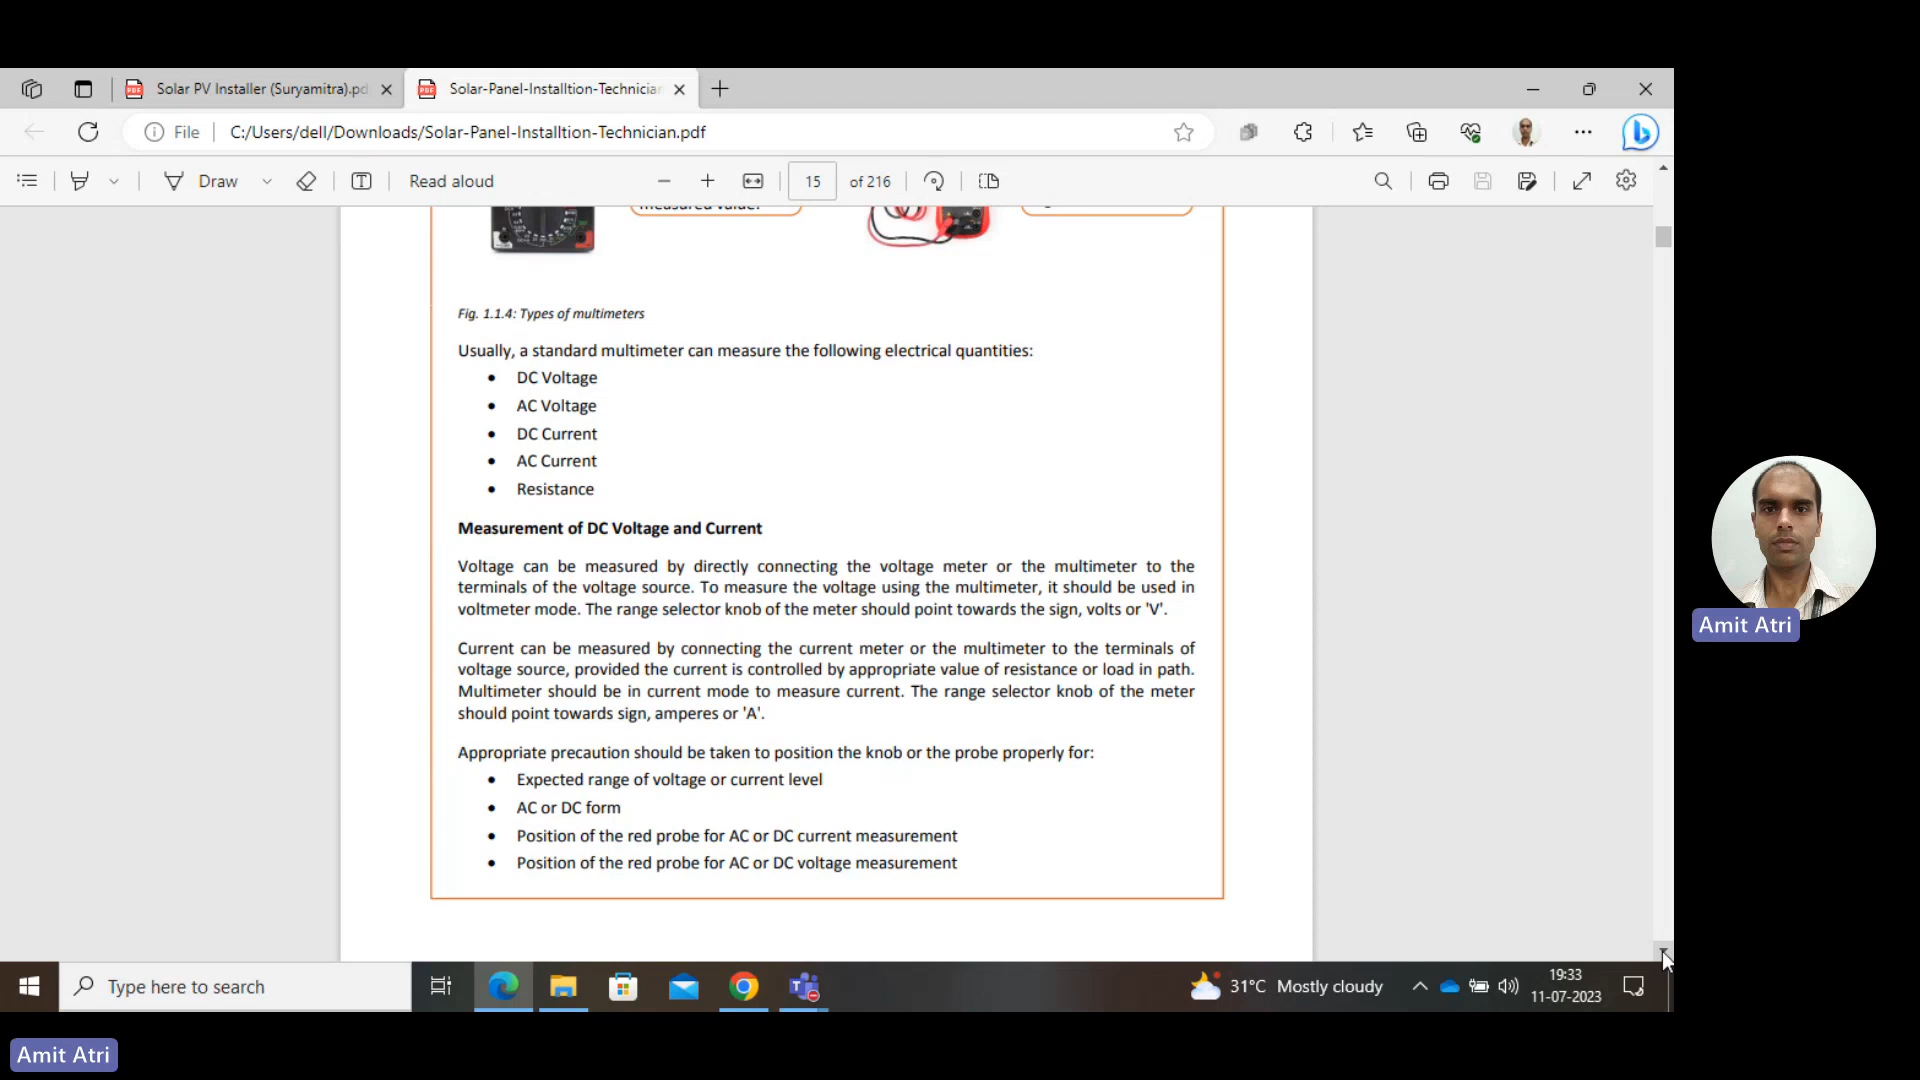 Solar PV Installer (Suryamitra).pd
Solar-Panel-Installtion-Technician
File
C:/Users/dell/Downloads/Solar-Panel-Installtion-Technician.pdf
Draw
Read aloud
15
of 216
measured value.
Fig. 1.1.4: Types of multimeters
Usually, a standard multimeter can measure the following electrical quantities:
• DC Voltage
• AC Voltage
• DC Current
• AC Current
• Resistance
Measurement of DC Voltage and Current
Voltage can be measured by directly connecting the voltage meter or the multimeter to the
terminals of the voltage source. To measure the voltage using the multimeter, it should be used in
voltmeter mode. The range selector knob of the meter should point towards the sign, volts or 'V'.
Current can be measured by connecting the current meter or the multimeter to the terminals of
voltage source, provided the current is controlled by appropriate value of resistance or load in path.
Multimeter should be in current mode to measure current. The range selector knob of the meter
should point towards sign, amperes or 'A'.
Appropriate precaution should be taken to position the knob or the probe properly for:
• Expected range of voltage or current level
• AC or DC form
• Position of the red probe for AC or DC current measurement
• Position of the red probe for AC or DC voltage measurement
Amit Atri
Type here to search
31°C Mostly cloudy
19:33
11-07-2023
Amit Atri